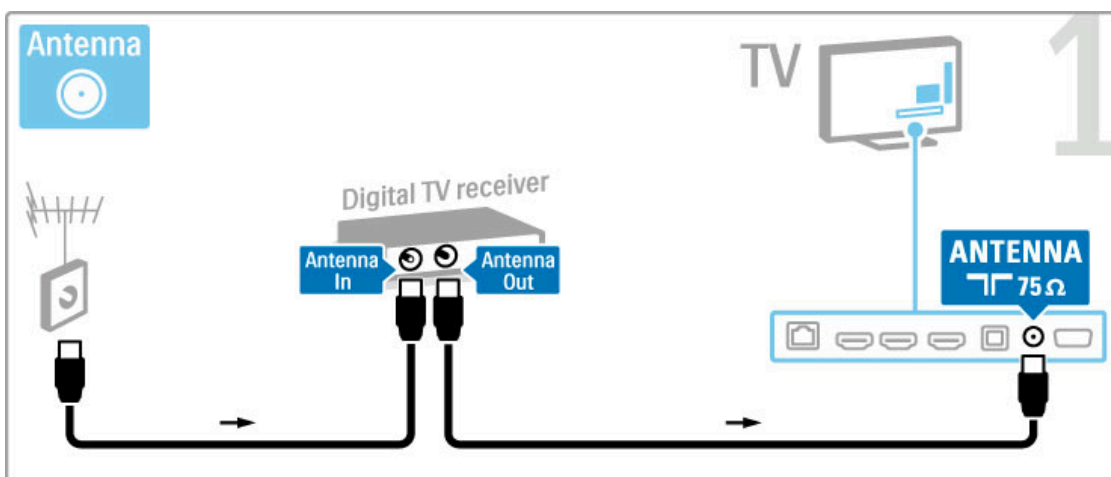 Antenna
TV
1
Digital TV receiver
Antenna
In
Antenna
Out
ANTENNA
75 Ω